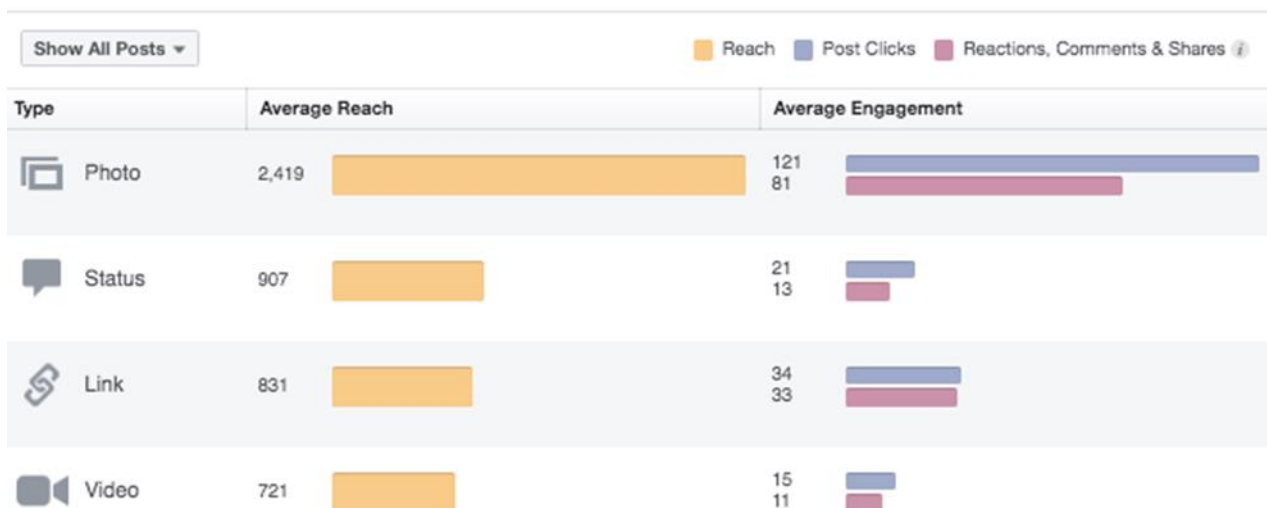 Show All Posts
Reach Post Clicks Reactions, Comments & Shares i
Type Average Reach Average Engagement
Photo 2,419 121
81
Status 907 21
13
Link 831 34
33
Video 721 15
11